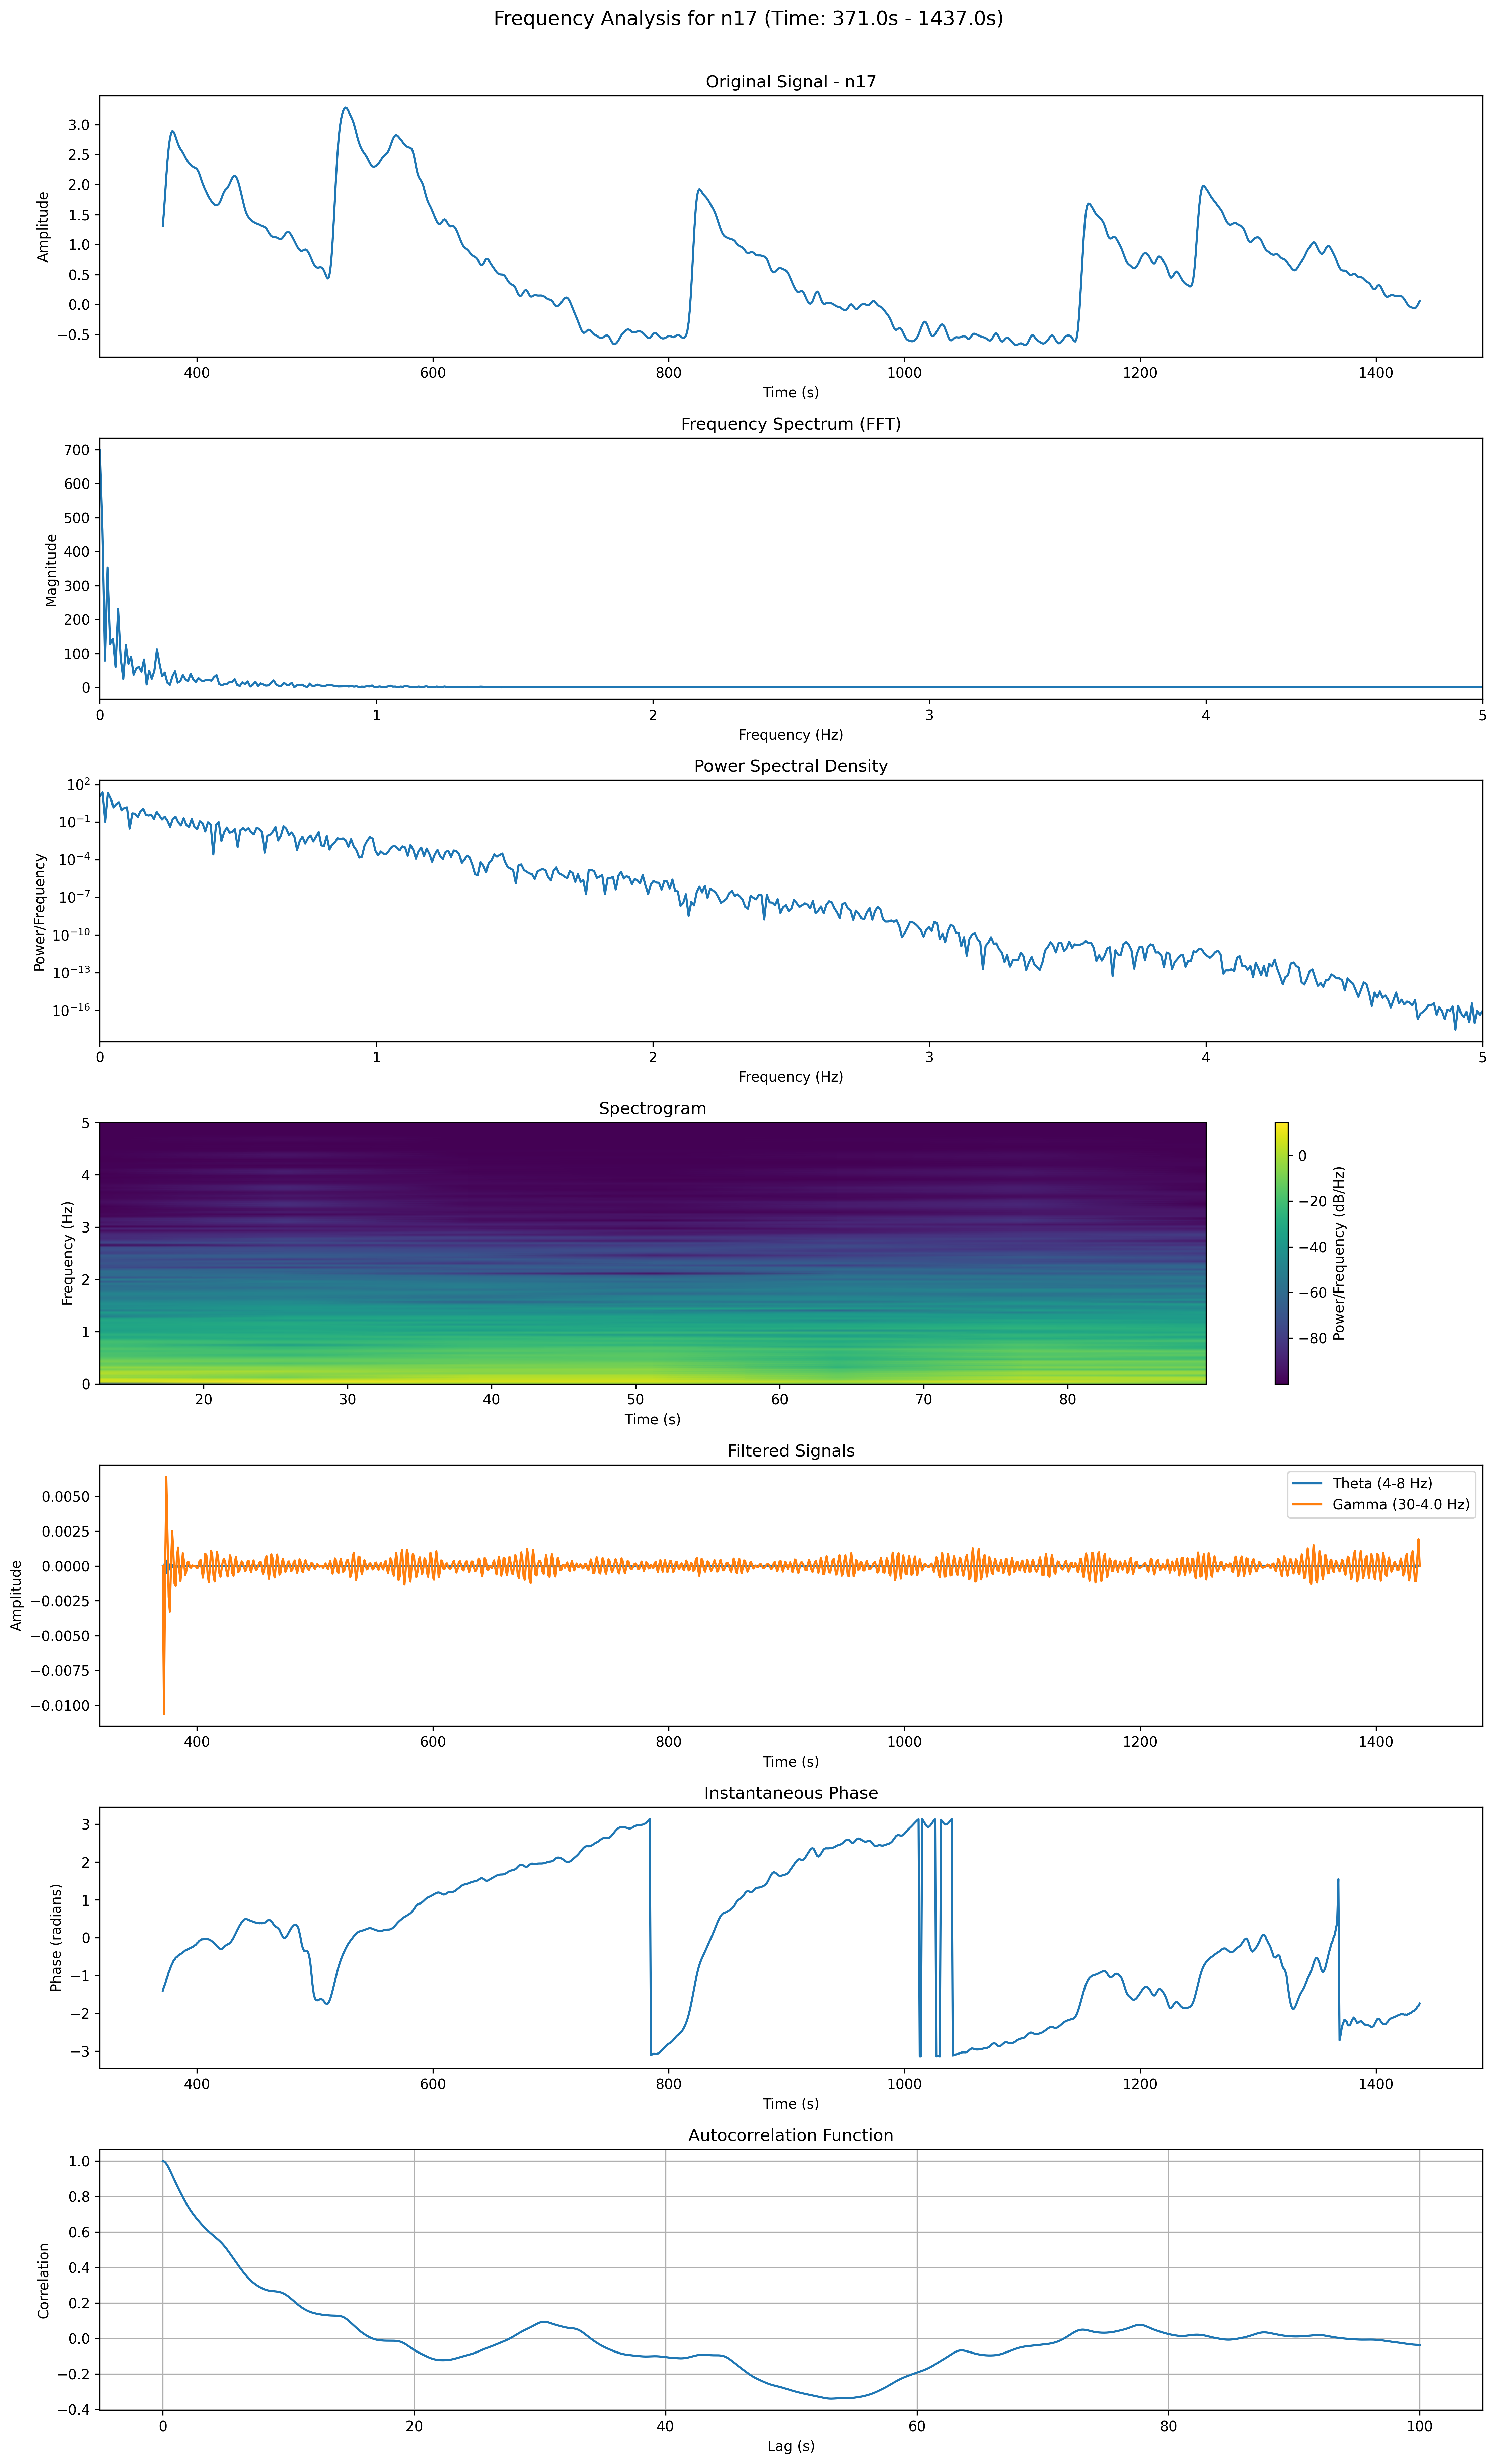 Frequency Analysis for n17 (Time: 371.0s - 1437.0s)
Original Signal - n17
Amplitude
3.0
2.5
2.0
1.5
1.0
0.5
0.0
−0.5
400 600 800 1000 1200 1400
Time (s)
Frequency Spectrum (FFT)
Magnitude
700
600
500
400
300
200
100
0
0 1 2 3 4 5
Frequency (Hz)
Power Spectral Density
Power/Frequency
10²
10⁻¹
10⁻⁴
10⁻⁷
10⁻¹⁰
10⁻¹³
10⁻¹⁶
0 1 2 3 4 5
Frequency (Hz)
Spectrogram
Frequency (Hz)
5
4
3
2
1
0
20 30 40 50 60 70 80
Time (s)
0
−20
−40
−60
−80
Power/Frequency (dB/Hz)
Filtered Signals
Theta (4-8 Hz)
Gamma (30-4.0 Hz)
Amplitude
0.0050
0.0025
0.0000
−0.0025
−0.0050
−0.0075
−0.0100
400 600 800 1000 1200 1400
Time (s)
Instantaneous Phase
Phase (radians)
3
2
1
0
−1
−2
−3
400 600 800 1000 1200 1400
Time (s)
Autocorrelation Function
Correlation
1.0
0.8
0.6
0.4
0.2
0.0
−0.2
−0.4
0 20 40 60 80 100
Lag (s)